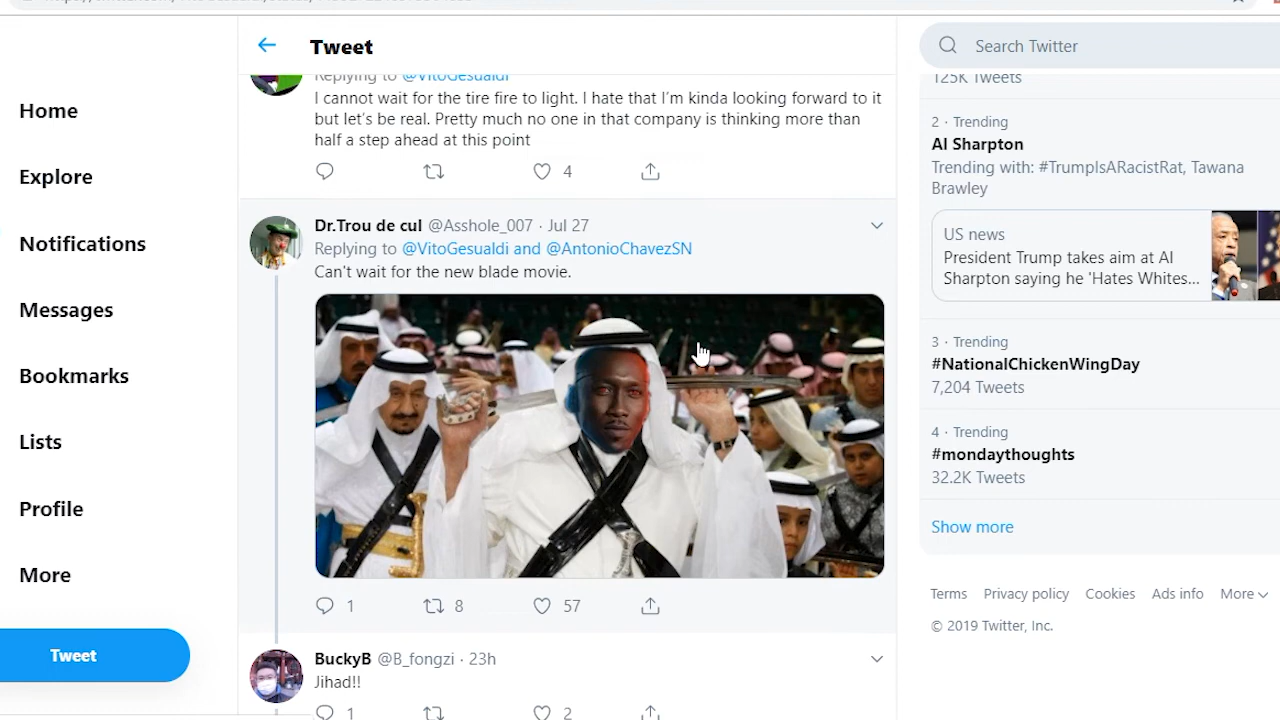 Tweet
Search Twitter
Home
Explore
Notifications
Messages
Bookmarks
Lists
Profile
More
Tweet
Replying to @VitoGesualdi
I cannot wait for the tire fire to light. I hate that I'm kinda looking forward to it
but let's be real. Pretty much no one in that company is thinking more than
half a step ahead at this point
4
Dr.Trou de cul @Asshole_007 · Jul 27
Replying to @VitoGesualdi and @AntonioChavezSN
Can't wait for the new blade movie.
1 8 57
BuckyB @B_fongzi · 23h
Jihad!!
1 2
125K Tweets
2 · Trending
Al Sharpton
Trending with: #TrumpIsARacistRat, Tawana
Brawley
US news
President Trump takes aim at Al
Sharpton saying he 'Hates Whites...
3 · Trending
#NationalChickenWingDay
7,204 Tweets
4 · Trending
#mondaythoughts
32.2K Tweets
Show more
Terms Privacy policy Cookies Ads info More
© 2019 Twitter, Inc.